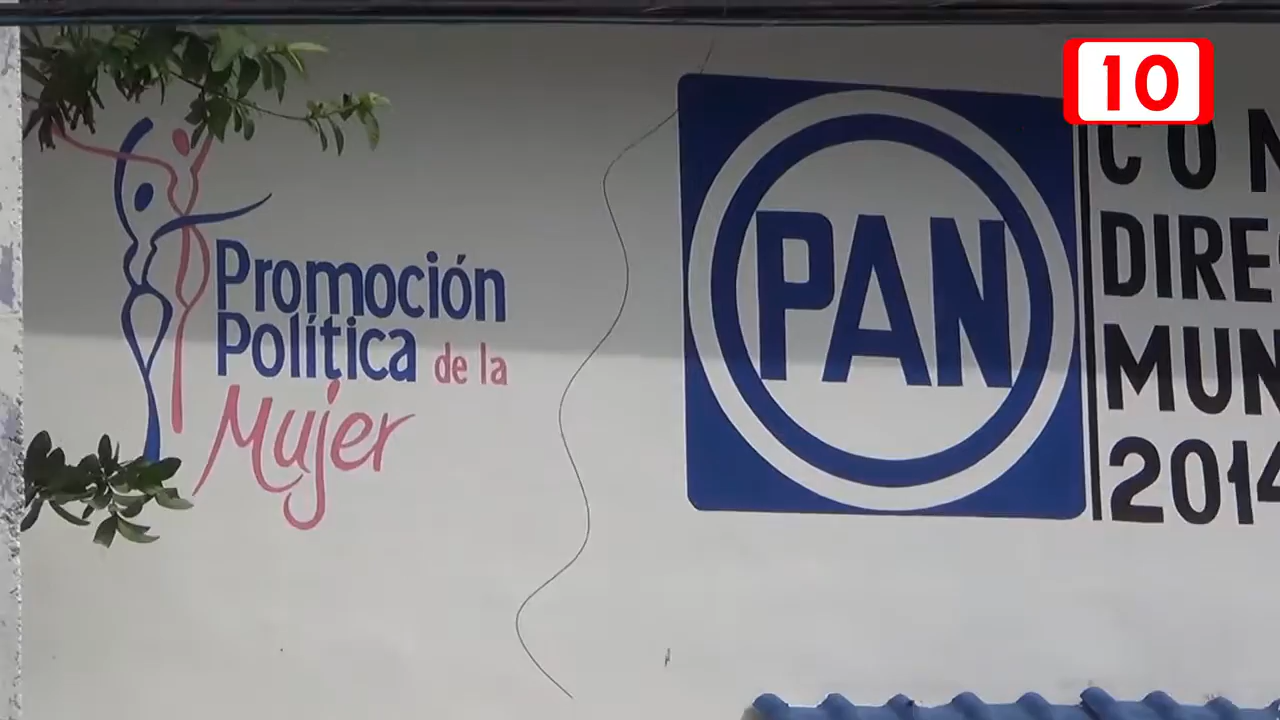 10
Promoción
Política de la
Mujer
PAN
CON
DIREC
MUN
2014